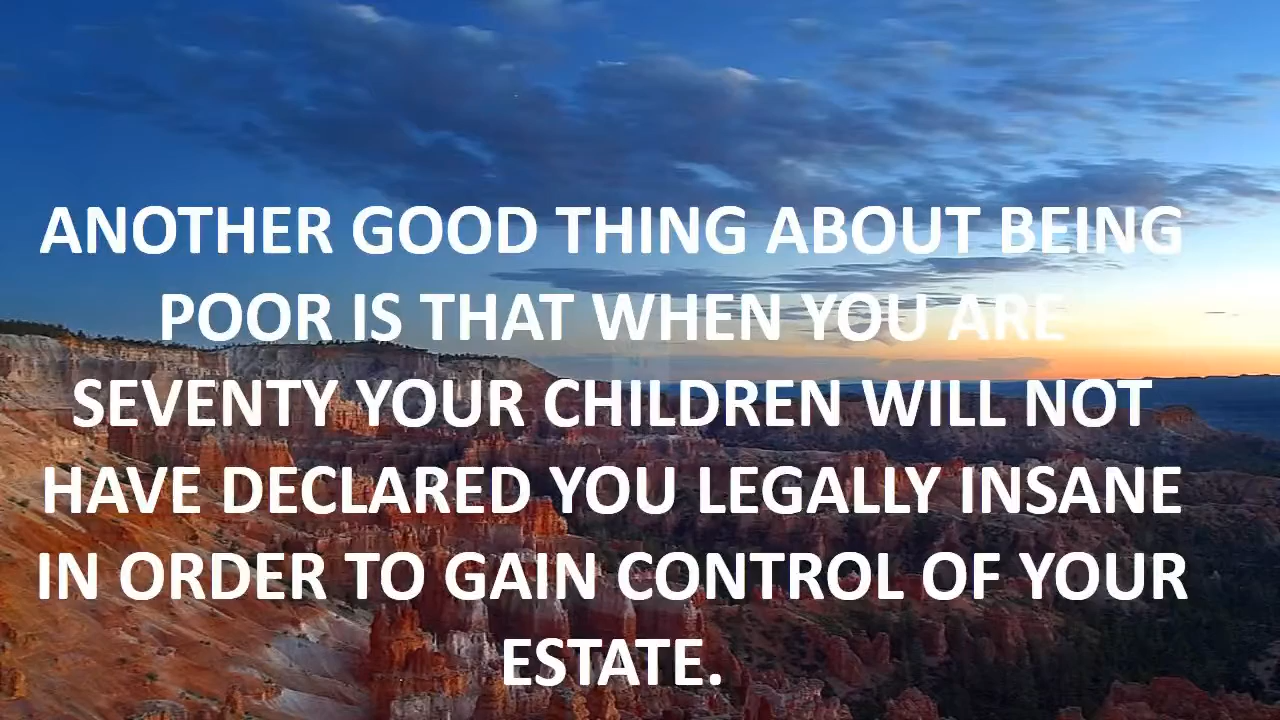 ANOTHER GOOD THING ABOUT BEING
POOR IS THAT WHEN YOU ARE
SEVENTY YOUR CHILDREN WILL NOT
HAVE DECLARED YOU LEGALLY INSANE
IN ORDER TO GAIN CONTROL OF YOUR
ESTATE.